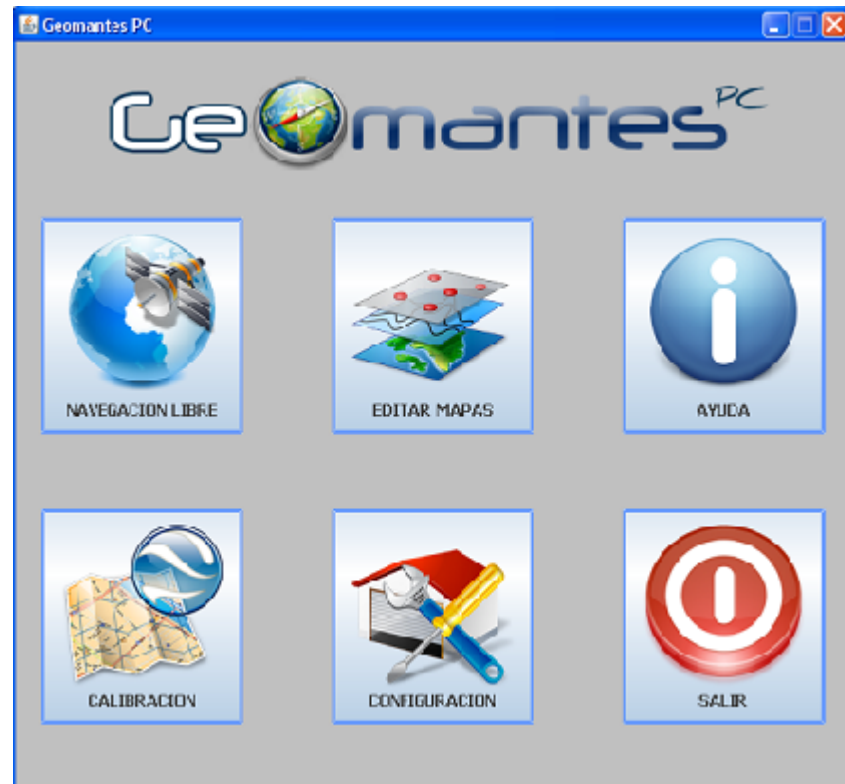 Geomantes PC
Geomantes PC
NAVEGACION LIBRE
EDITAR MAPAS
AYUDA
CALIBRACION
CONFIGURACION
SALIR